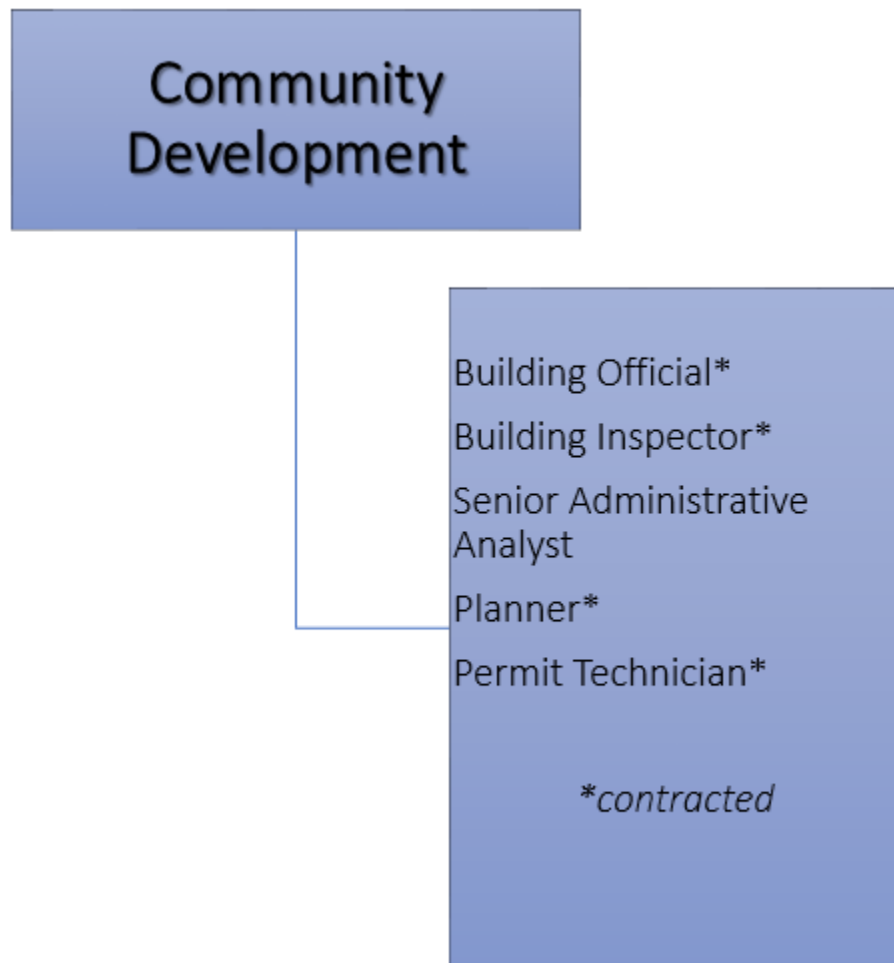 Community
Development
Building Official*
Building Inspector*
Senior Administrative
Analyst
Planner*
Permit Technician*
*contracted